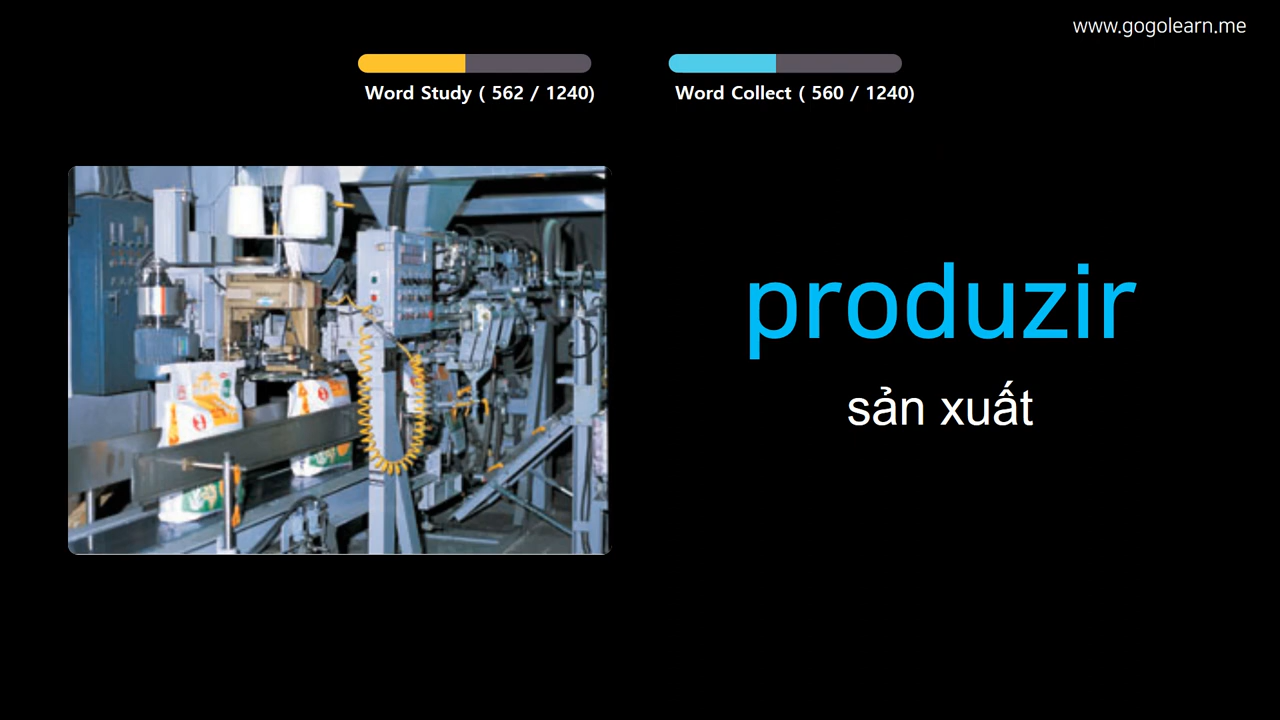 www.gogolearn.me
Word Study ( 562 / 1240)
Word Collect ( 560 / 1240)
produzir
sản xuất